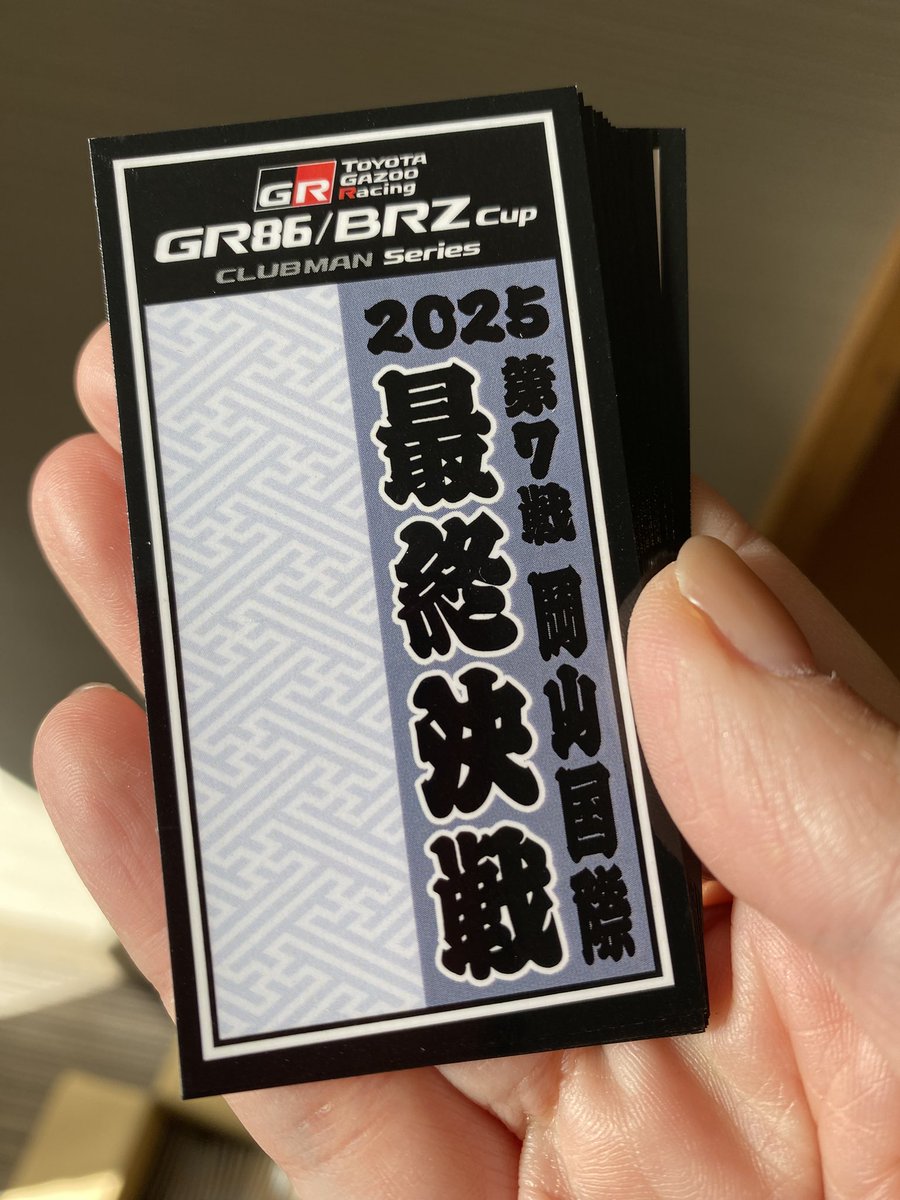 GR TOYOTA
GAZOO
Racing
GR86/BRZ Cup
CLUBMAN Series
2025
第7戦 岡山国際
最終決戦